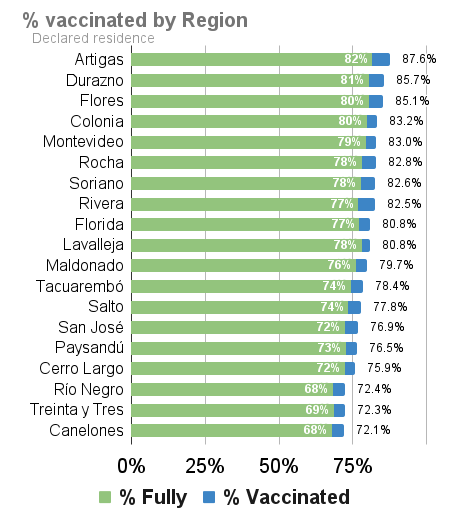 % vaccinated by Region
Declared residence
Artigas 82% 87.6%
Durazno 81% 85.7%
Flores 80% 85.1%
Colonia 80% 83.2%
Montevideo 79% 83.0%
Rocha 78% 82.8%
Soriano 78% 82.6%
Rivera 77% 82.5%
Florida 77% 80.8%
Lavalleja 78% 80.8%
Maldonado 76% 79.7%
Tacuarembó 74% 78.4%
Salto 74% 77.8%
San José 72% 76.9%
Paysandú 73% 76.5%
Cerro Largo 72% 75.9%
Río Negro 68% 72.4%
Treinta y Tres 69% 72.3%
Canelones 68% 72.1%
0% 25% 50% 75%
% Fully % Vaccinated